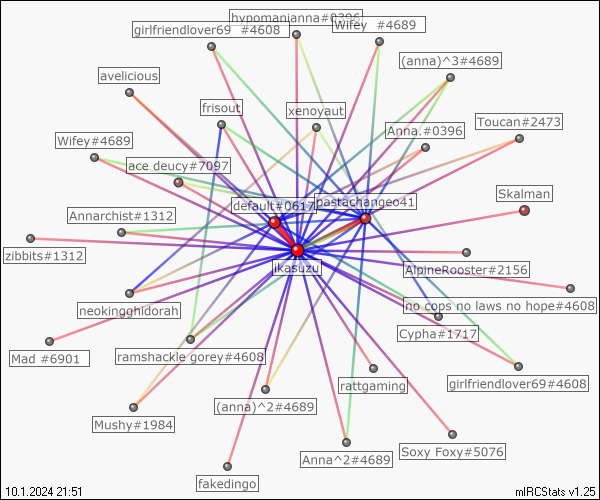 hypomanianna#0396
girlfriendlover69 #4608
Wifey #4689
(anna)^3#4689
avelicious
frisout
xenoyaut
Toucan#2473
Anna.#0396
Wifey#4689
ace deucy#7097
Skalman
default#0617
pastachangeo41
Annarchist#1312
zibbits#1312
jkasuzu
AlpineRooster#2156
neokingghidorah
no cops no laws no hope#4608
Cypha#1717
Mad #6901
ramshackle gorey#4608
rattgaming
girlfriendlover69#4608
(anna)^2#4689
Mushy#1984
Anna^2#4689
Soxy Foxy#5076
fakedingo
10.1.2024 21:51
mIRCStats v1.25